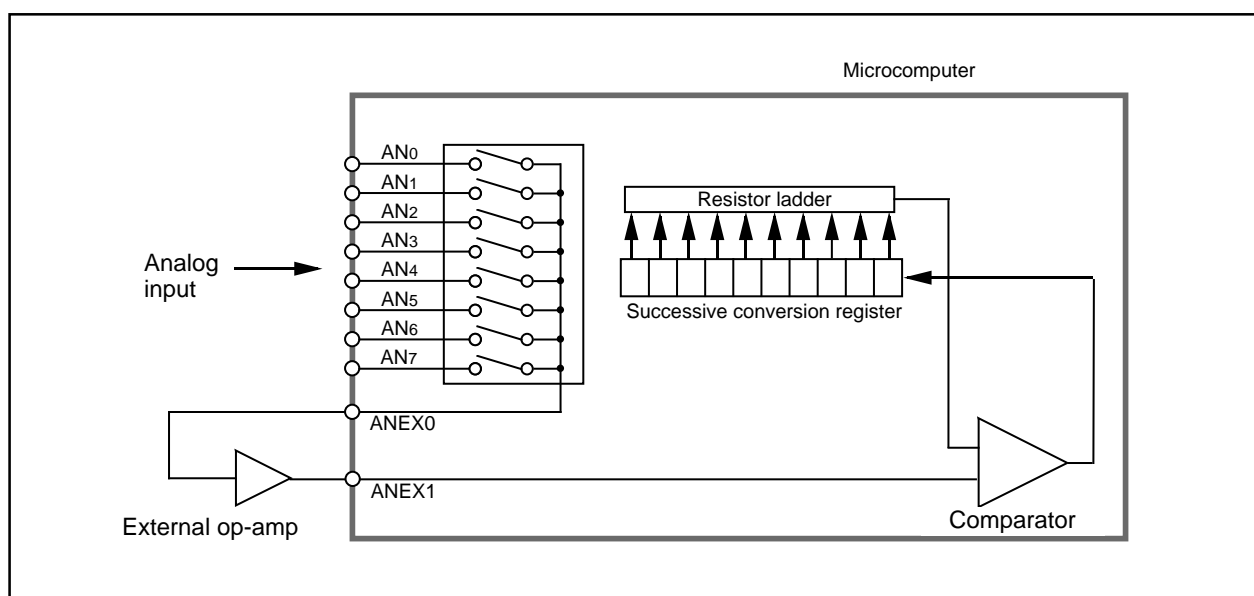 Microcomputer
AN0
AN1
AN2
AN3
AN4
AN5
AN6
AN7
Analog
input
Resistor ladder
Successive conversion register
ANEX0
ANEX1
External op-amp
Comparator